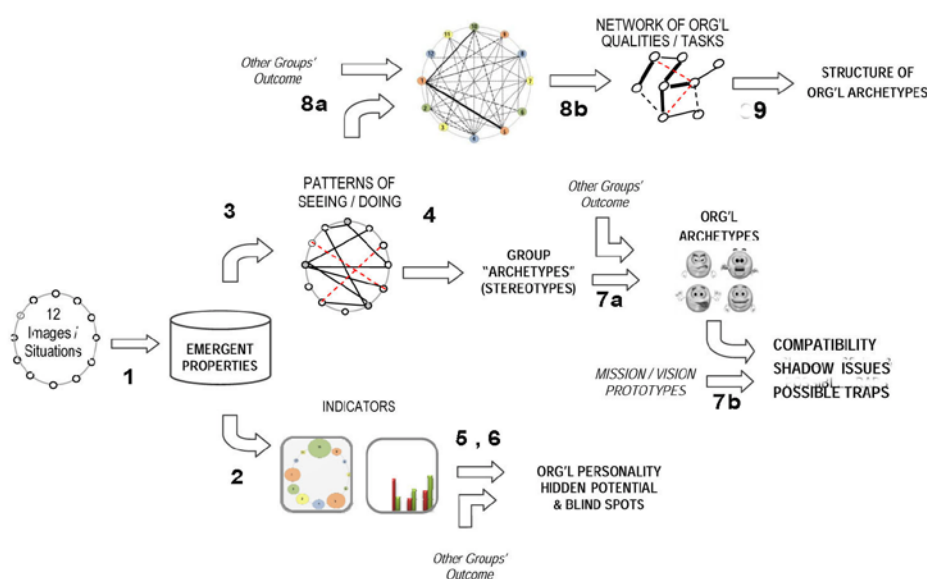 NETWORK OF ORG'L
QUALITIES / TASKS
Other Groups'
Outcome
8a
8b
9
STRUCTURE OF
ORG'L ARCHETYPES
PATTERNS OF
SEEING / DOING
3
4
Other Groups'
Outcome
ORG'L
ARCHETYPES
GROUP
"ARCHETYPES"
(STEREOTYPES)
7a
12
Images /
Situations
1
EMERGENT
PROPERTIES
COMPATIBILITY
SHADOW ISSUES
POSSIBLE TRAPS
MISSION / VISION
PROTOTYPES
7b
INDICATORS
2
5 , 6
ORG'L PERSONALITY
HIDDEN POTENTIAL
& BLIND SPOTS
Other Groups'
Outcome